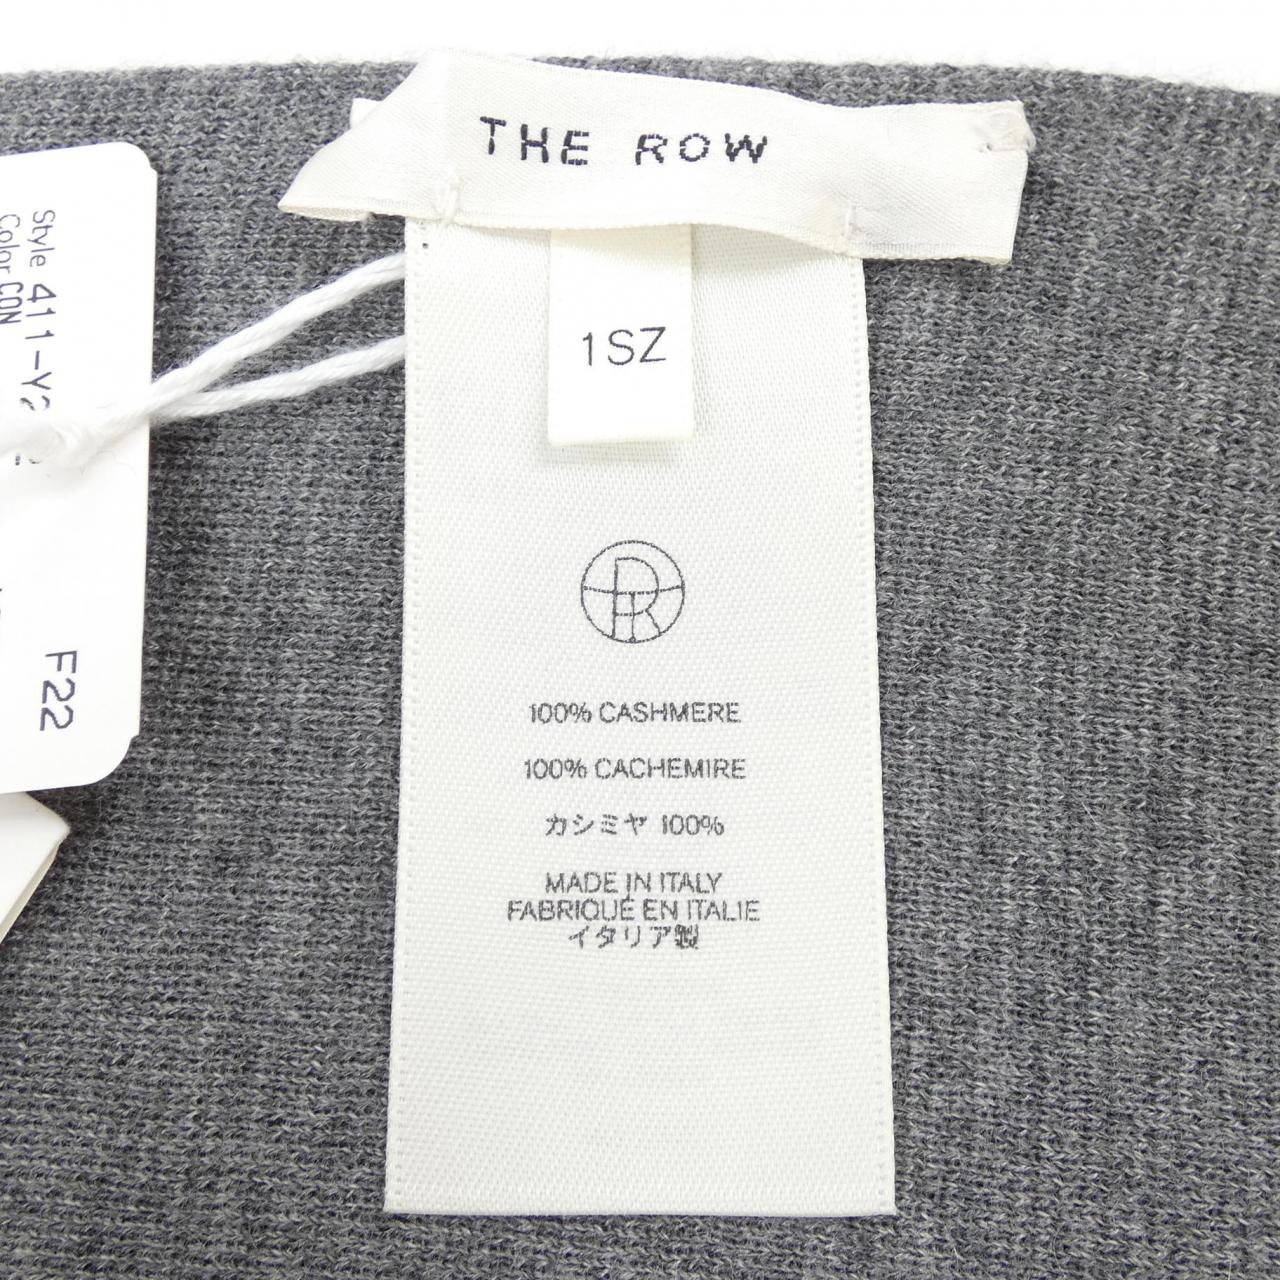 THE ROW
1SZ
100% CASHMERE
100% CACHEMIRE
カシミヤ 100%
MADE IN ITALY
FABRIQUÉ EN ITALIE
イタリア製
Style 411-Y
Color CON
F22